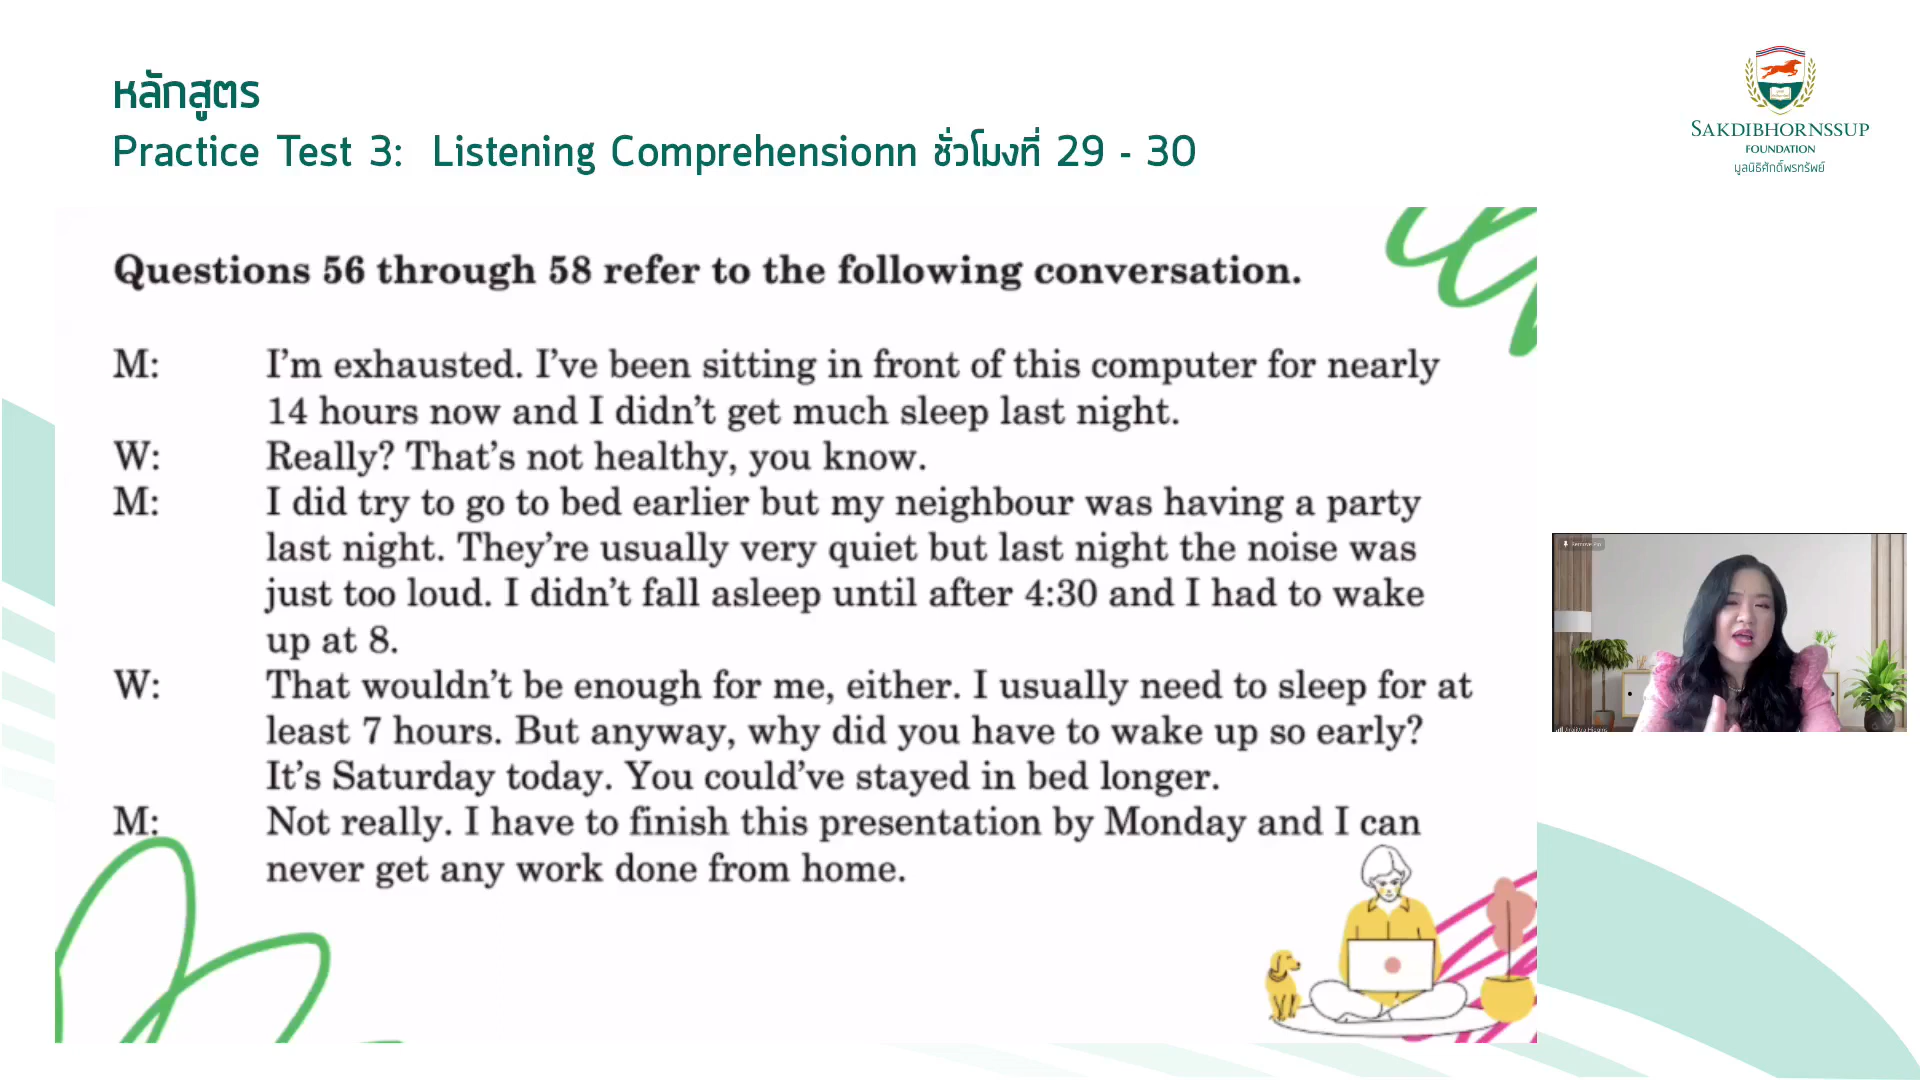 หลักสูตร
Practice Test 3: Listening Comprehensionn ชั่วโมงที่ 29 - 30
SAKDIBHORNSSUP
FOUNDATION
มูลนิธิศักดิ์พรทรัพย์
Questions 56 through 58 refer to the following conversation.
M: I'm exhausted. I've been sitting in front of this computer for nearly
14 hours now and I didn't get much sleep last night.
W: Really? That's not healthy, you know.
M: I did try to go to bed earlier but my neighbour was having a party
last night. They're usually very quiet but last night the noise was
just too loud. I didn't fall asleep until after 4:30 and I had to wake
up at 8.
W: That wouldn't be enough for me, either. I usually need to sleep for at
least 7 hours. But anyway, why did you have to wake up so early?
It's Saturday today. You could've stayed in bed longer.
M: Not really. I have to finish this presentation by Monday and I can
never get any work done from home.
Remove Pin